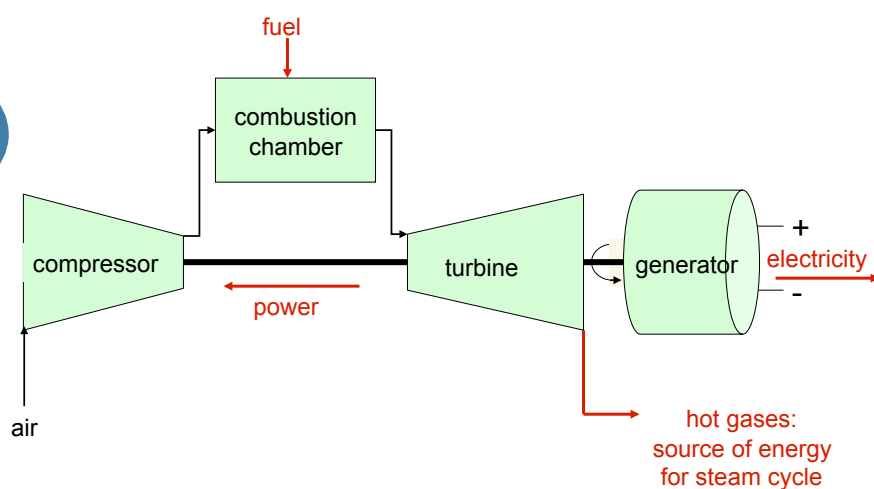 fuel
combustion
chamber
compressor
turbine
generator
+
-
electricity
power
air
hot gases:
source of energy
for steam cycle